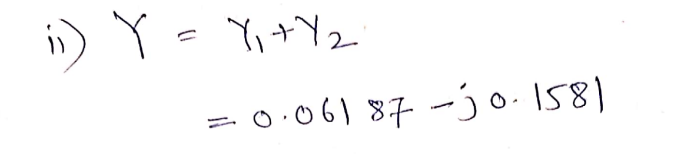 ii) Y = Y₁+Y₂
= 0.06187 - j0.1581